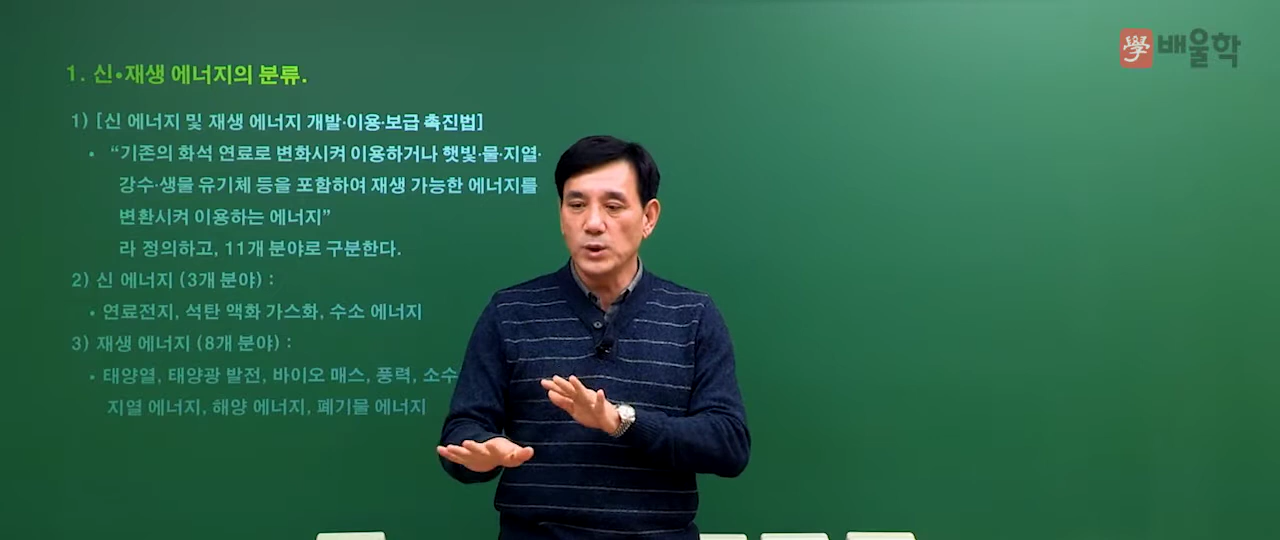 學 배울학
1. 신•재생 에너지의 분류.
1) [신 에너지 및 재생 에너지 개발·이용·보급 촉진법]
• “기존의 화석 연료로 변화시켜 이용하거나 햇빛·물·지열·
강수·생물 유기체 등을 포함하여 재생 가능한 에너지를
변환시켜 이용하는 에너지”
라 정의하고, 11개 분야로 구분한다.
2) 신 에너지 (3개 분야) :
• 연료전지, 석탄 액화 가스화, 수소 에너지
3) 재생 에너지 (8개 분야) :
• 태양열, 태양광 발전, 바이오 매스, 풍력, 소수
지열 에너지, 해양 에너지, 폐기물 에너지